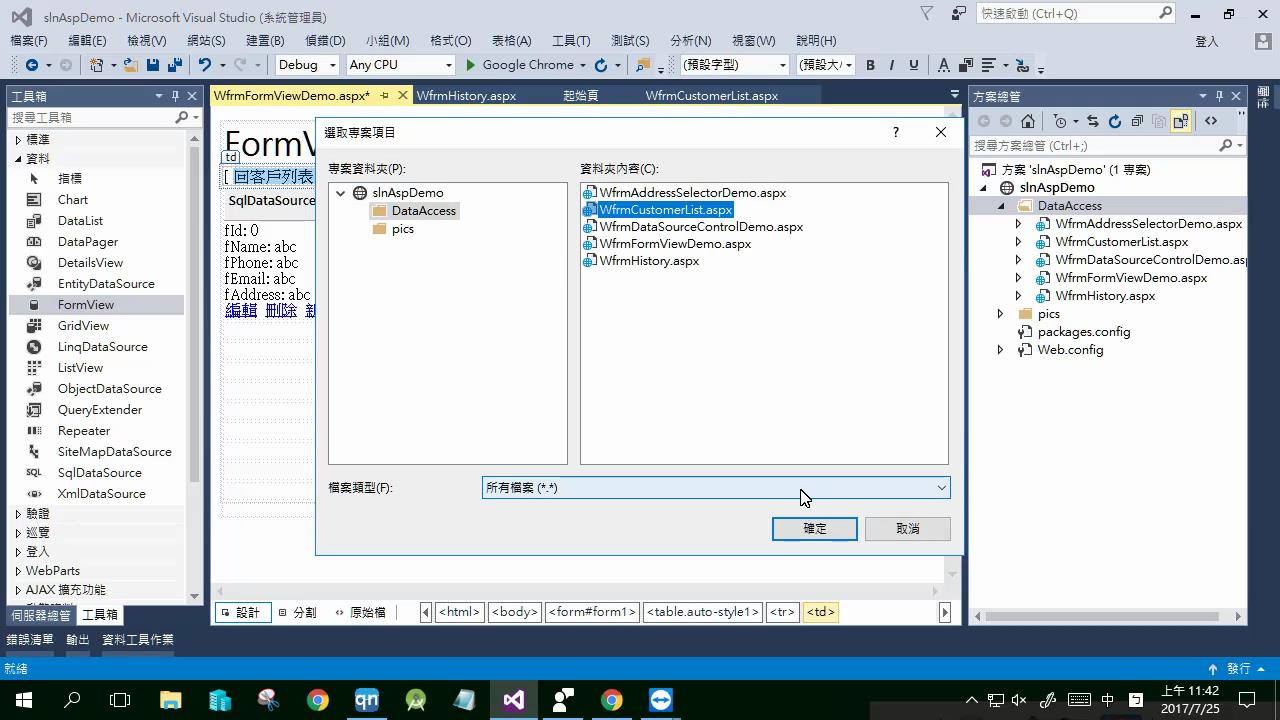 slnAspDemo - Microsoft Visual Studio (系統管理員)
快速啟動 (Ctrl+Q)
檔案(F) 編輯(E) 檢視(V) 網站(S) 建置(B) 偵錯(D) 小組(M) 格式(O) 表格(A) 工具(T) 測試(S) 分析(N) 視窗(W) 說明(H)
登入
Debug Any CPU Google Chrome (預設字型) (預設大 B I U A
工具箱
WfrmFormViewDemo.aspx* WfrmHistory.aspx 起始頁 WfrmCustomerList.aspx
方案總管
搜尋工具箱
搜尋方案總管 (Ctrl+;)
標準
資料
指標
Chart
DataList
DataPager
DetailsView
EntityDataSource
FormView
GridView
LinqDataSource
ListView
ObjectDataSource
QueryExtender
Repeater
SiteMapDataSource
SQL SqlDataSource
XmlDataSource
驗證
巡覽
登入
WebParts
AJAX 擴充功能
伺服器總管 工具箱
FormV
td
[ 回客戶列表
SqlDataSource
fId: 0
fName: abc
fPhone: abc
fEmail: abc
fAddress: abc
編輯 刪除
選取專案項目
?
專案資料夾(P):
slnAspDemo
DataAccess
pics
資料夾內容(C):
WfrmAddressSelectorDemo.aspx
WfrmCustomerList.aspx
WfrmDataSourceControlDemo.aspx
WfrmFormViewDemo.aspx
WfrmHistory.aspx
檔案類型(F):
所有檔案 (*.*)
確定 取消
方案 'slnAspDemo' (1 專案)
slnAspDemo
DataAccess
WfrmAddressSelectorDemo.aspx
WfrmCustomerList.aspx
WfrmDataSourceControlDemo.asp
WfrmFormViewDemo.aspx
WfrmHistory.aspx
pics
packages.config
Web.config
設計 分割 原始檔
<html> <body> <form#form1> <table.auto-style1> <tr> <td>
錯誤清單 輸出 資料工具作業
就緒
發行
qn
中
上午 11:42
2017/7/25